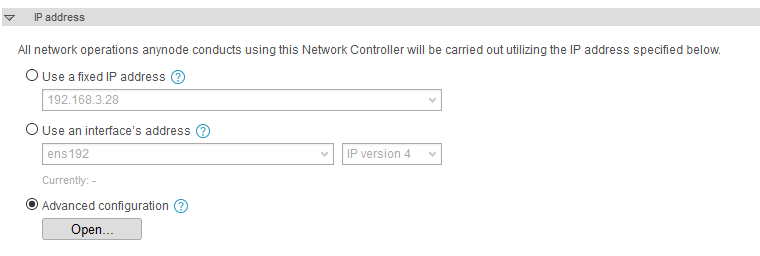 IP address
All network operations anynode conducts using this Network Controller will be carried out utilizing the IP address specified below.
Use a fixed IP address ?
192.168.3.28
Use an interface's address ?
ens192 IP version 4
Currently: -
Advanced configuration ?
Open...